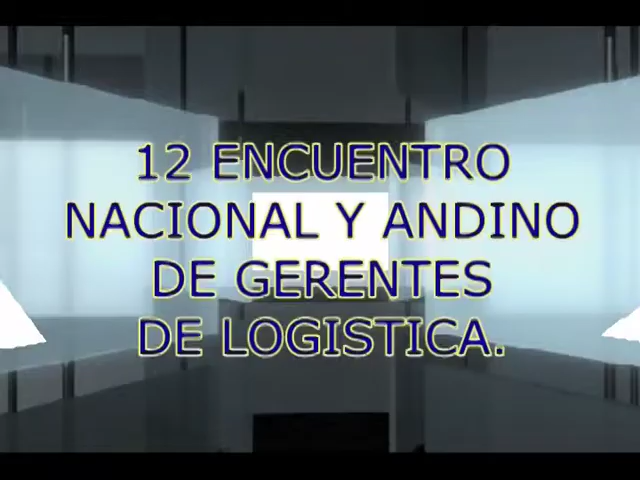 12 ENCUENTRO
NACIONAL Y ANDINO
DE GERENTES
DE LOGISTICA.